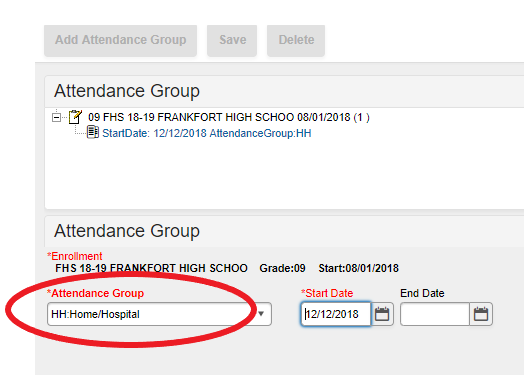 Add Attendance Group Save Delete
Attendance Group
09 FHS 18-19 FRANKFORT HIGH SCHOO 08/01/2018 (1 )
StartDate: 12/12/2018 AttendanceGroup:HH
Attendance Group
*Enrollment
FHS 18-19 FRANKFORT HIGH SCHOO Grade:09 Start:08/01/2018
*Attendance Group *Start Date End Date
HH:Home/Hospital 12/12/2018